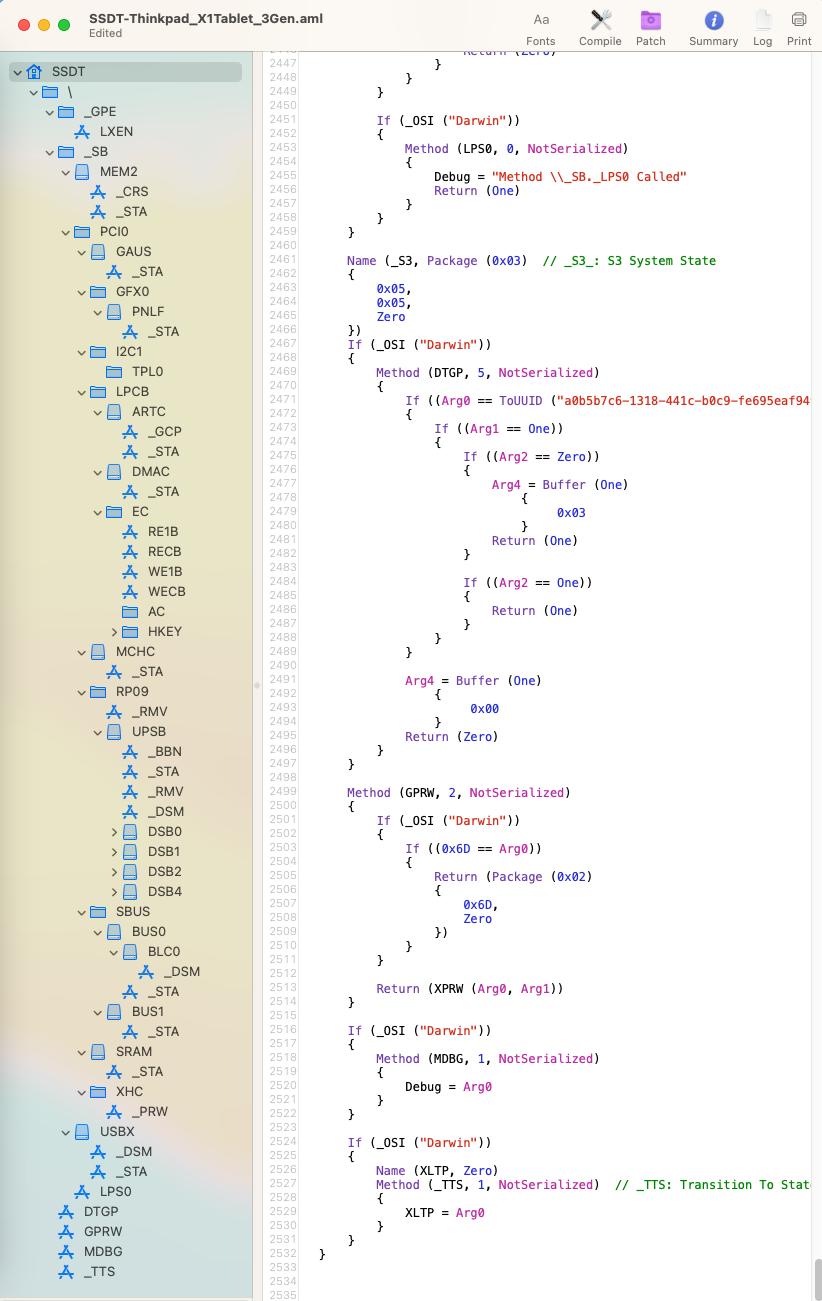 SSDT-Thinkpad_X1Tablet_3Gen.aml
Edited
Aa
Fonts
Compile
Patch
Summary
Log
Print
SSDT
\
_GPE
LXEN
_SB
MEM2
_CRS
_STA
PCI0
GAUS
_STA
GFX0
PNLF
_STA
I2C1
TPL0
LPCB
ARTC
_GCP
_STA
DMAC
_STA
EC
RE1B
RECB
WE1B
WECB
AC
HKEY
MCHC
_STA
RP09
_RMV
UPSB
_BBN
_STA
_RMV
_DSM
DSB0
DSB1
DSB2
DSB4
SBUS
BUS0
BLC0
_DSM
_STA
BUS1
_STA
SRAM
_STA
XHC
_PRW
USBX
_DSM
_STA
LPS0
DTGP
GPRW
MDBG
_TTS
2446 Return (Zero)
2447 }
2448 }
2449 }
2450
2451 If (_OSI ("Darwin"))
2452 {
2453 Method (LPS0, 0, NotSerialized)
2454 {
2455 Debug = "Method \\_SB._LPS0 Called"
2456 Return (One)
2457 }
2458 }
2459 }
2460
2461 Name (_S3, Package (0x03)  // _S3_: S3 System State
2462 {
2463 0x05,
2464 0x05,
2465 Zero
2466 })
2467 If (_OSI ("Darwin"))
2468 {
2469 Method (DTGP, 5, NotSerialized)
2470 {
2471 If ((Arg0 == ToUUID ("a0b5b7c6-1318-441c-b0c9-fe695eaf94
2472 {
2473 If ((Arg1 == One))
2474 {
2475 If ((Arg2 == Zero))
2476 {
2477 Arg4 = Buffer (One)
2478 {
2479 0x03
2480 }
2481 Return (One)
2482 }
2483
2484 If ((Arg2 == One))
2485 {
2486 Return (One)
2487 }
2488 }
2489 }
2490
2491 Arg4 = Buffer (One)
2492 {
2493 0x00
2494 }
2495 Return (Zero)
2496 }
2497 }
2498
2499 Method (GPRW, 2, NotSerialized)
2500 {
2501 If (_OSI ("Darwin"))
2502 {
2503 If ((0x6D == Arg0))
2504 {
2505 Return (Package (0x02)
2506 {
2507 0x6D,
2508 Zero
2509 })
2510 }
2511 }
2512
2513 Return (XPRW (Arg0, Arg1))
2514 }
2515
2516 If (_OSI ("Darwin"))
2517 {
2518 Method (MDBG, 1, NotSerialized)
2519 {
2520 Debug = Arg0
2521 }
2522 }
2523
2524 If (_OSI ("Darwin"))
2525 {
2526 Name (XLTP, Zero)
2527 Method (_TTS, 1, NotSerialized)  // _TTS: Transition To Stat
2528 {
2529 XLTP = Arg0
2530 }
2531 }
2532 }
2533
2534
2535